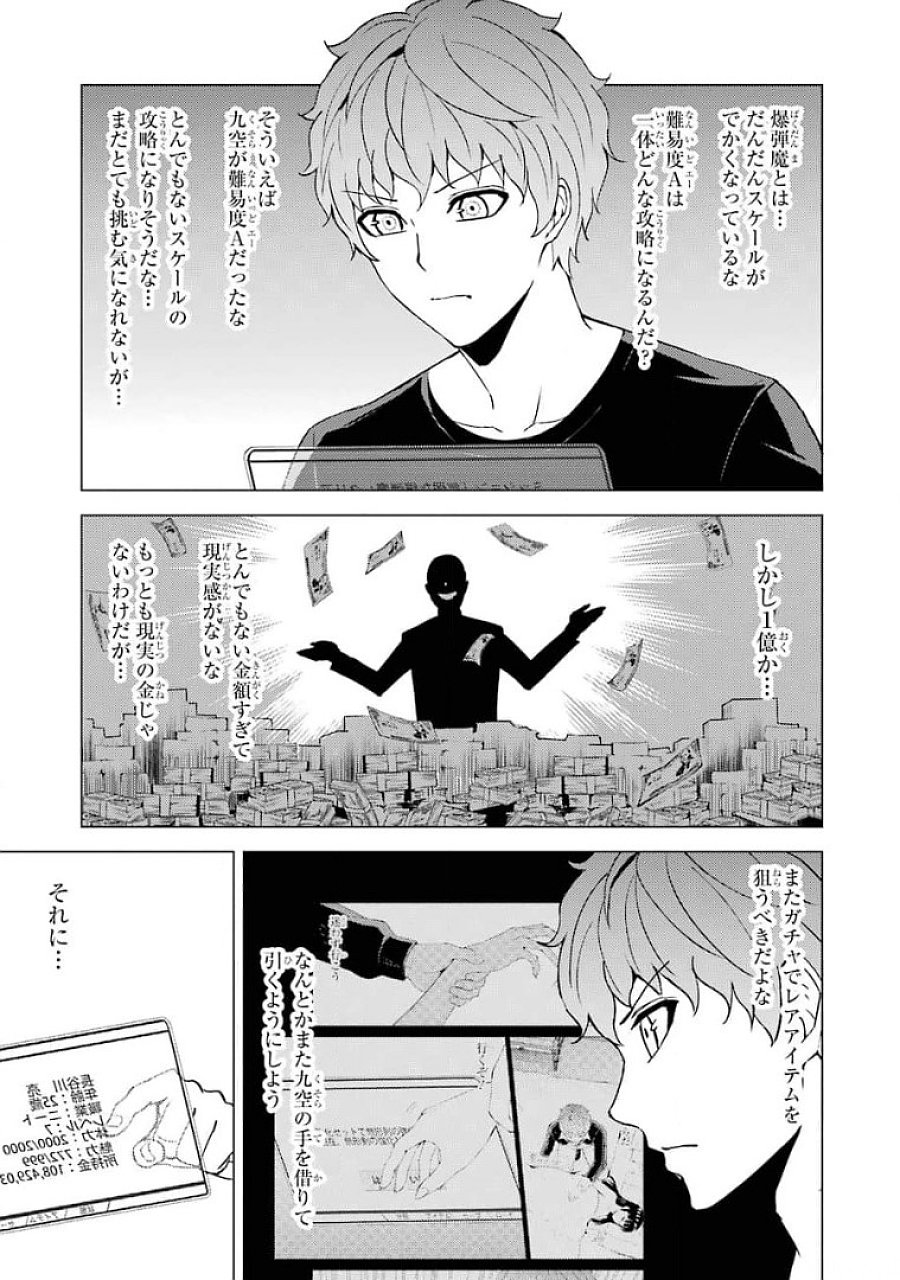 爆弾魔とは…
だんだんスケールが
でかくなっているな
難易度Aは
一体どんな攻略になるんだ?
そういえば
九空が難易度Aだったな
とんでもないスケールの
攻略になりそうだな…
まだとても挑む気になれないが…
しかし1億か…
とんでもない金額すぎて
現実感がないな
もっとも現実の金じゃ
ないわけだが…
またガチャでレアアイテムを
狙うべきだよな
なんとかまた九空の手を借りて
引くようにしよう
それに…
長谷川 亮
年齢:25歳
職業:ニート
レベル:7
体力:2000/2000
魅力:772/999
所持金:108,429,03